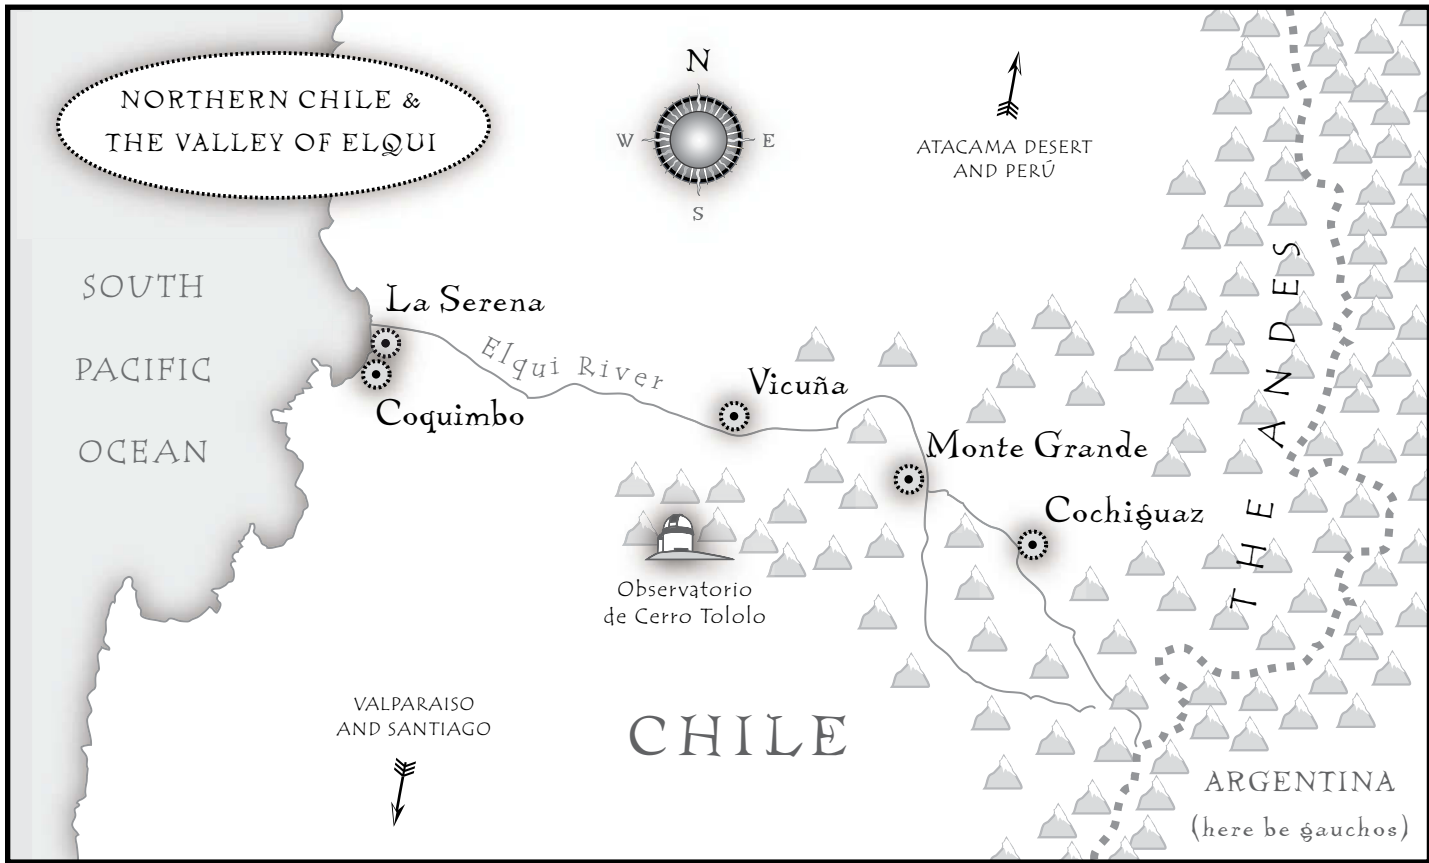 NORTHERN CHILE &
THE VALLEY OF ELQUI
N
W
E
S
ATACAMA DESERT
AND PERÚ
SOUTH
PACIFIC
OCEAN
La Serena
Elqui River
Coquimbo
Vicuña
Monte Grande
Cochiguaz
THE ANDES
Observatorio
de Cerro Tololo
VALPARAISO
AND SANTIAGO
CHILE
ARGENTINA
(here be gauchos)